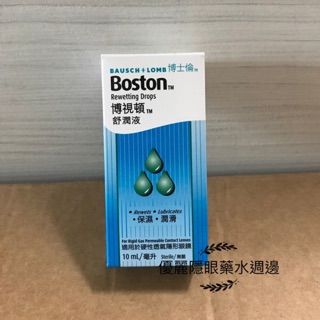 BAUSCH + LOMB 博士倫™
Boston™
Rewetting Drops
博視頓™
舒潤液
• Rewets • Lubricates
• 保濕 • 潤滑
For Rigid Gas Permeable Contact Lenses
適用於硬性透氣隱形眼鏡
10 mL/毫升 Sterile/無菌
優麗隱眼藥水週邊